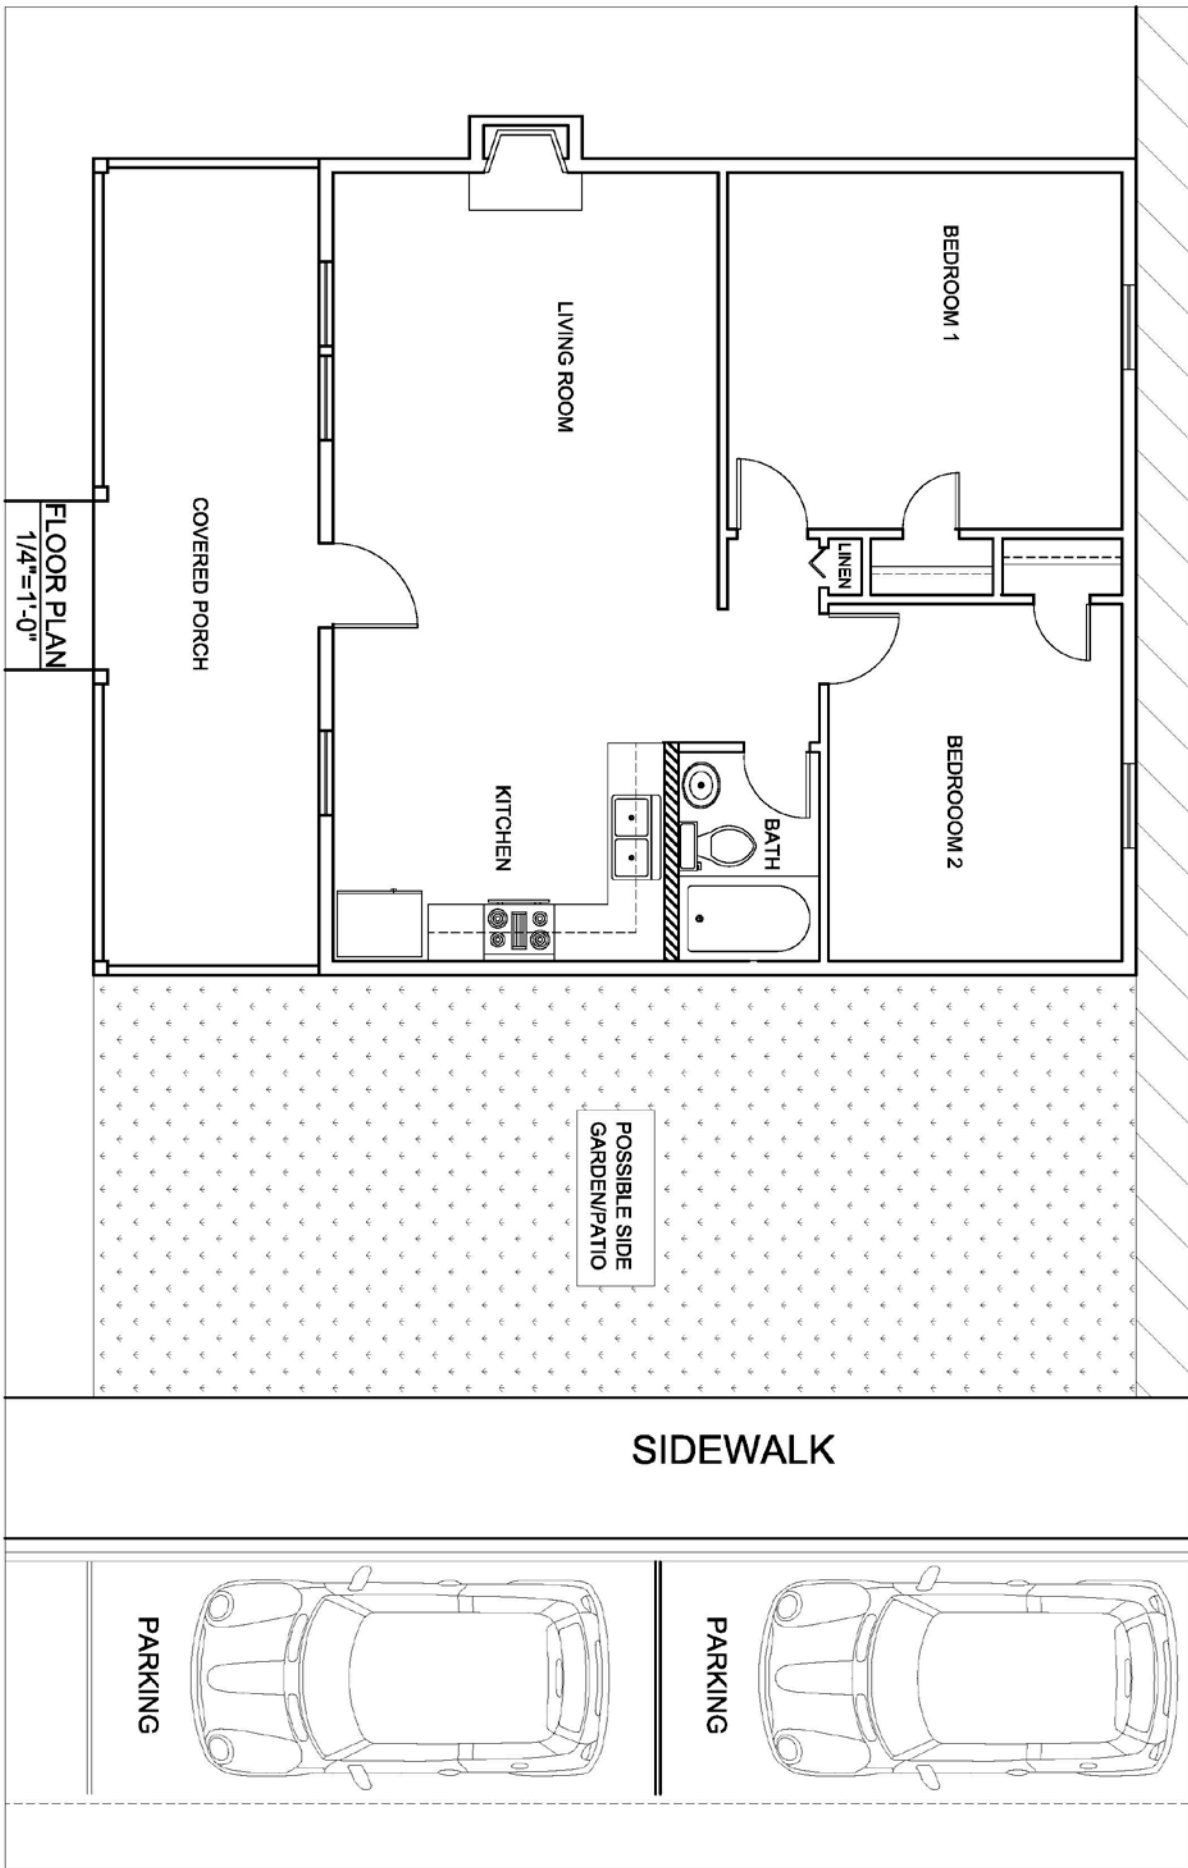 BEDROOM 1
LIVING ROOM
COVERED PORCH
FLOOR PLAN
1/4"=1'-0"
LINEN
BEDROOOM 2
BATH
KITCHEN
POSSIBLE SIDE
GARDEN/PATIO
SIDEWALK
PARKING
PARKING